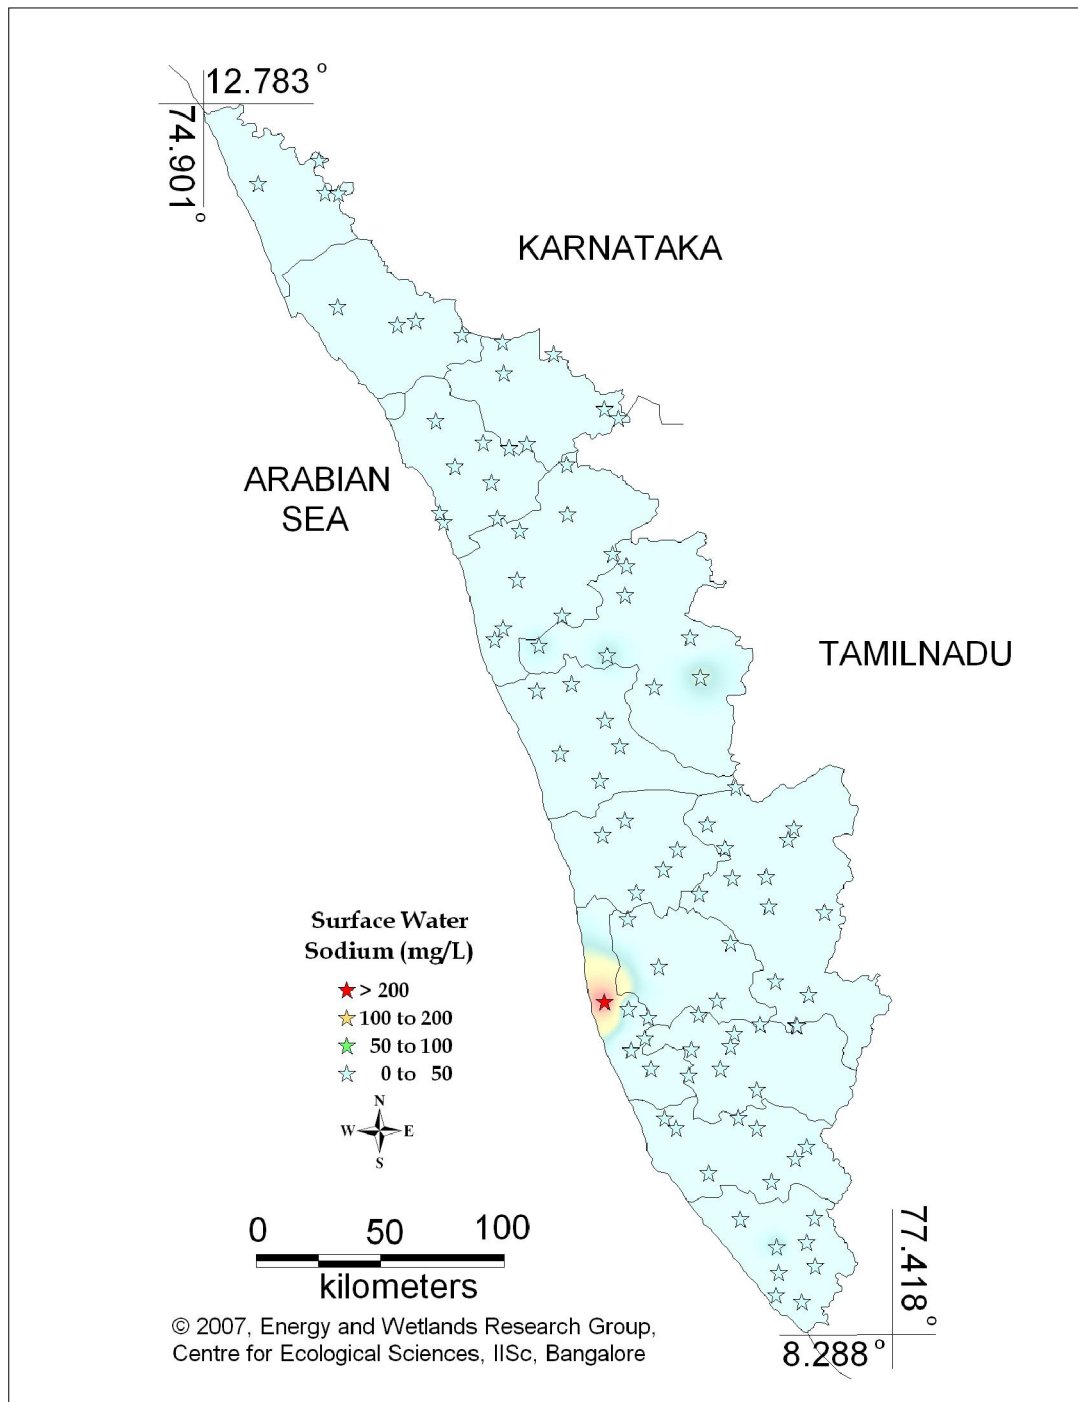 12.783°
74.901°
KARNATAKA
ARABIAN
SEA
TAMILNADU
Surface Water
Sodium (mg/L)
> 200
100 to 200
50 to 100
0 to 50
N
W E
S
0 50 100
kilometers
77.418°
8.288°
© 2007, Energy and Wetlands Research Group,
Centre for Ecological Sciences, IISc, Bangalore